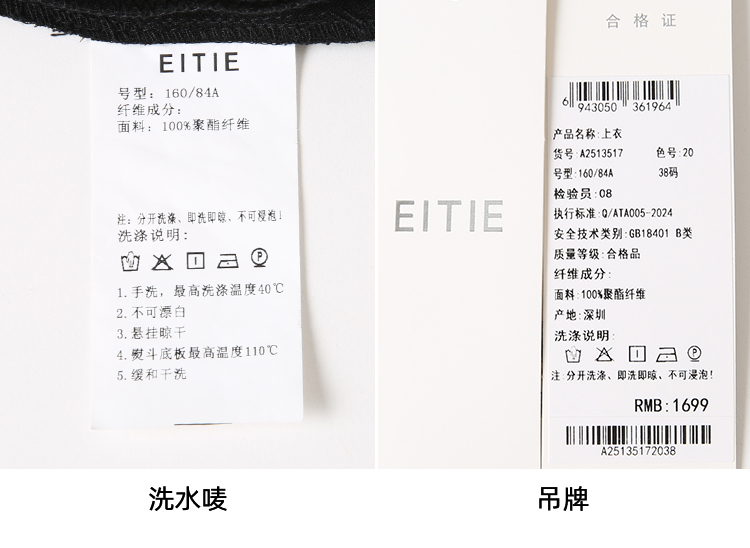 EITIE
号型: 160/84A
纤维成分:
面料: 100%聚酯纤维
注: 分开洗涤、即洗即晾、不可浸泡!
洗涤说明:
1.手洗，最高洗涤温度40℃
2.不可漂白
3.悬挂晾干
4.熨斗底板最高温度110℃
5.缓和干洗
洗水唛
EITIE
合格证
6 943050 361964
产品名称:上衣
货号:A2513517 色号:20
号型:160/84A 38码
检验员:08
执行标准:Q/ATA005-2024
安全技术类别:GB18401 B类
质量等级:合格品
纤维成分:
面料:100%聚酯纤维
产地:深圳
洗涤说明:
P
注:分开洗涤、即洗即晾、不可浸泡!
RMB:1699
A25135172038
吊牌